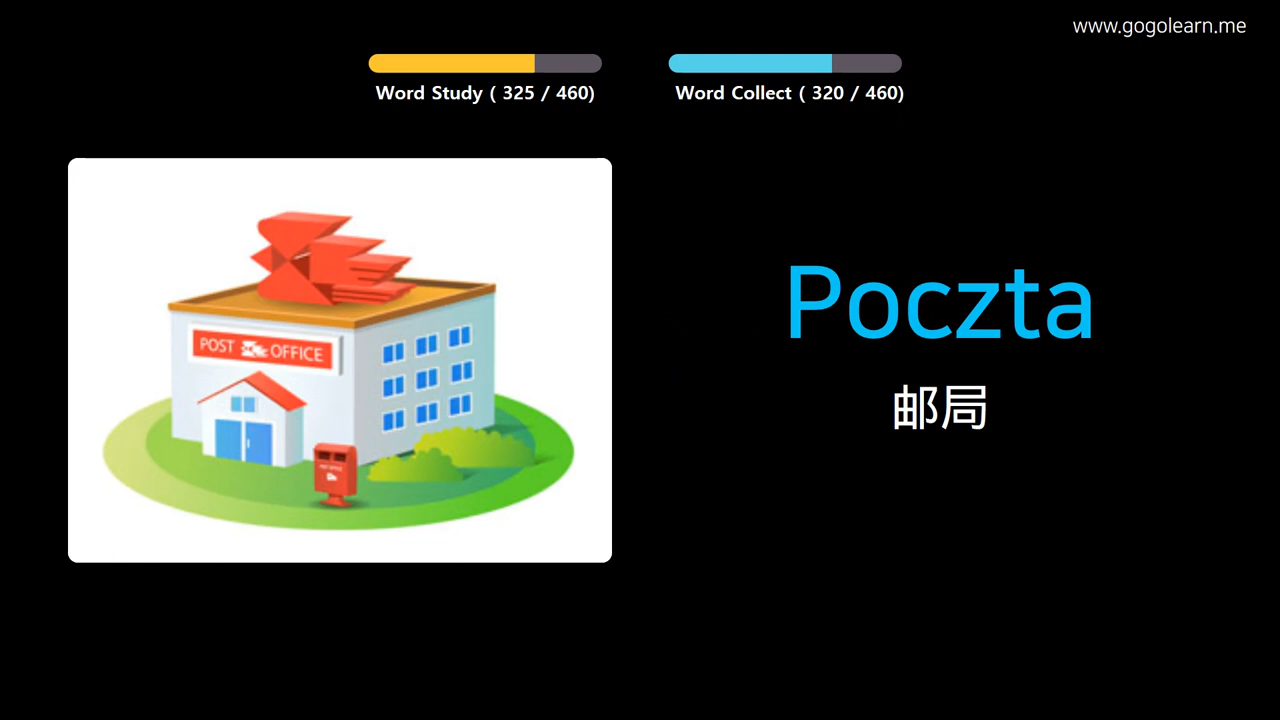 www.gogolearn.me
Word Study ( 325 / 460)
Word Collect ( 320 / 460)
POST OFFICE
Poczta
邮局